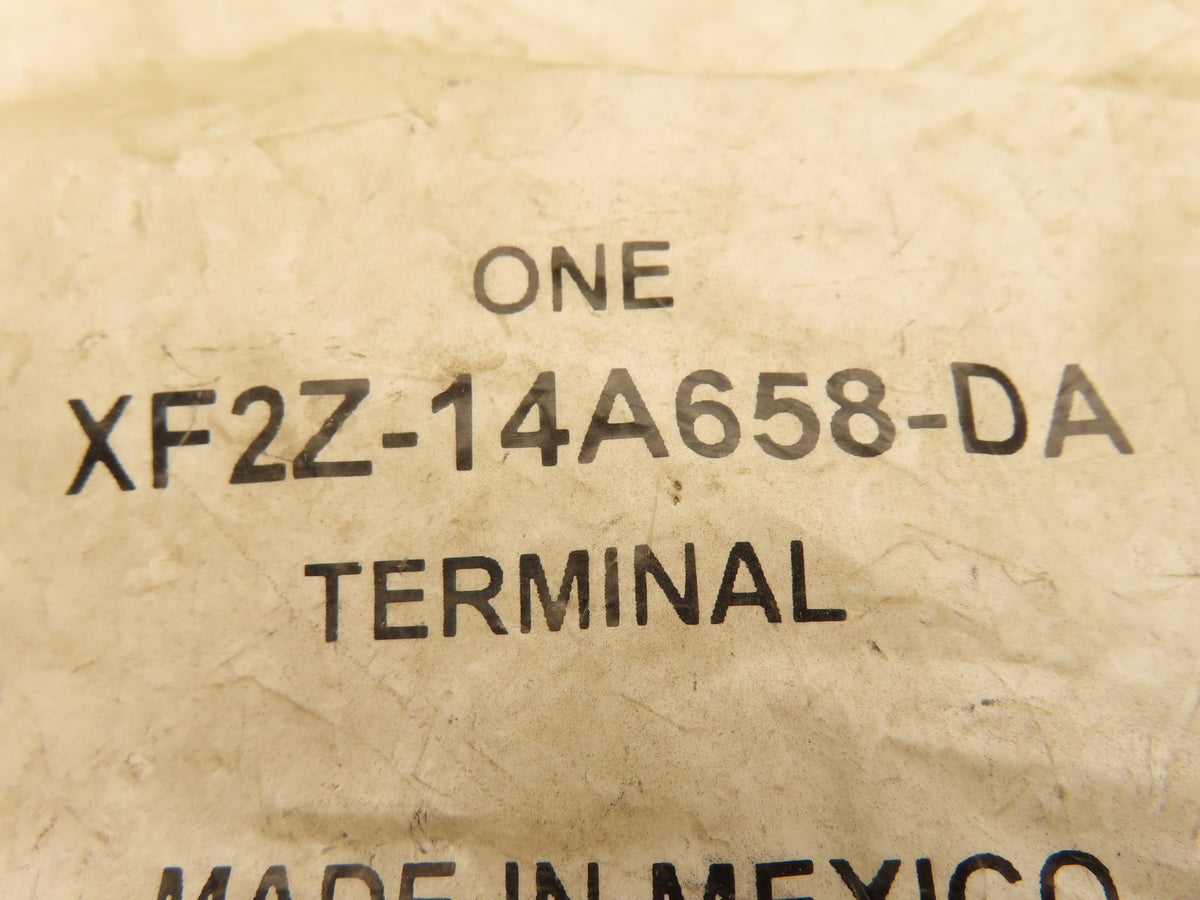 ONE
XF2Z-14A658-DA
TERMINAL
MADE IN MEXICO